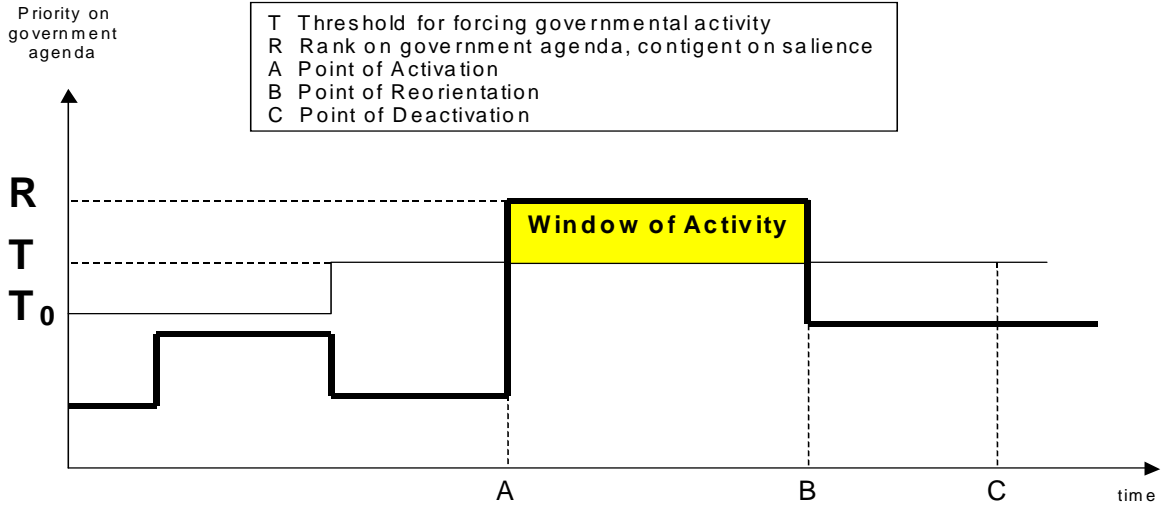 Priority on
government
agenda
T Threshold for forcing governmental activity
R Rank on government agenda, contigent on salience
A Point of Activation
B Point of Reorientation
C Point of Deactivation
R
Window of Activity
T
T0
A B C time